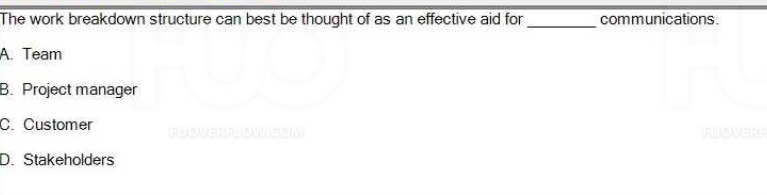 The work breakdown structure can best be thought of as an effective aid for ________ communications.
A. Team
B. Project manager
C. Customer
FUOVERFLOW.COM
D. Stakeholders